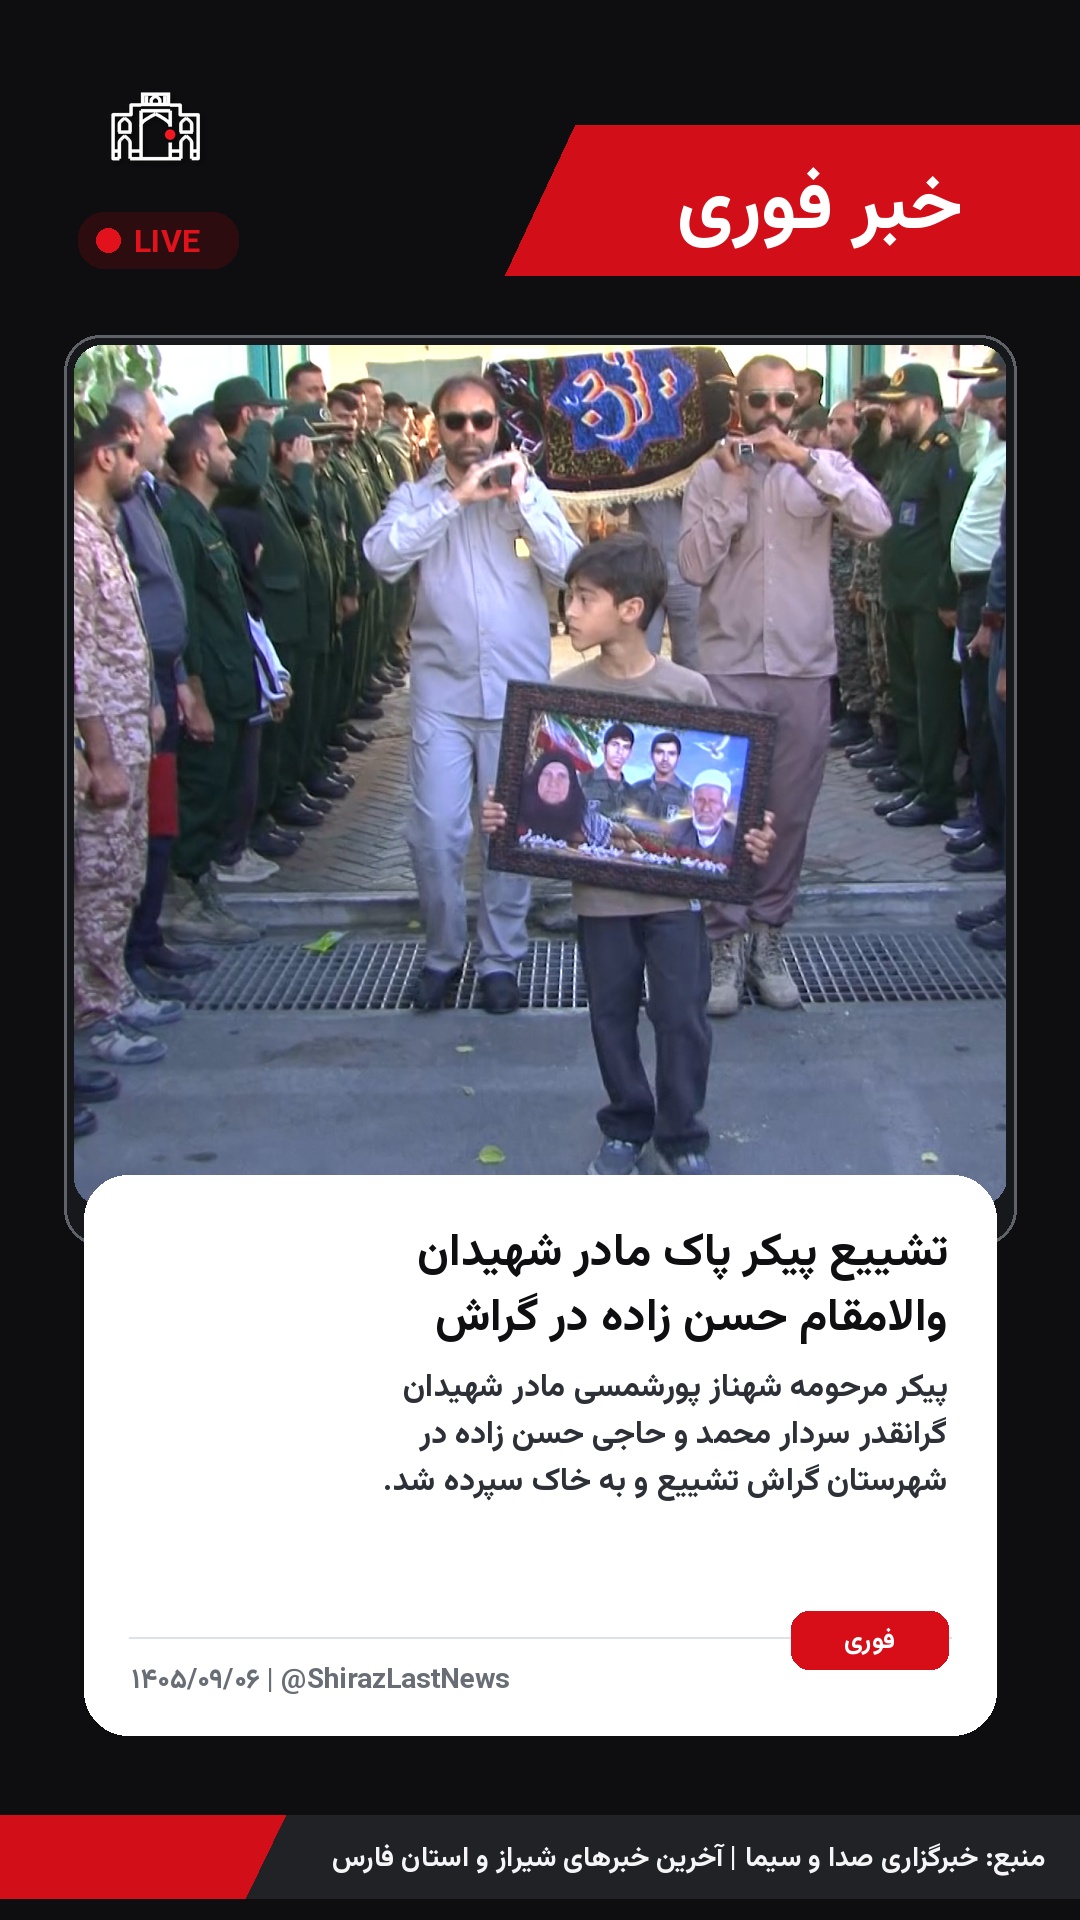 خبر فوری
LIVE
تشییع پیکر پاک مادر شهیدان
والامقام حسن زاده در گراش
پیکر مرحومه شهناز پورشمسی مادر شهیدان
گرانقدر سردار محمد و حاجی حسن زاده در
شهرستان گراش تشییع و به خاک سپرده شد.
فوری
۱۴۰۵/۰۹/۰۶ | @ShirazLastNews
منبع: خبرگزاری صدا و سیما | آخرین خبرهای شیراز و استان فارس